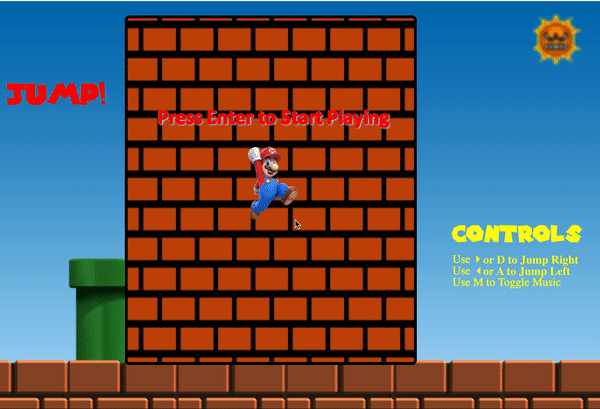 JUMP!
Press Enter to Start Playing
CONTROLS
Use ▶ or D to Jump Right
Use ◀ or A to Jump Left
Use M to Toggle Music